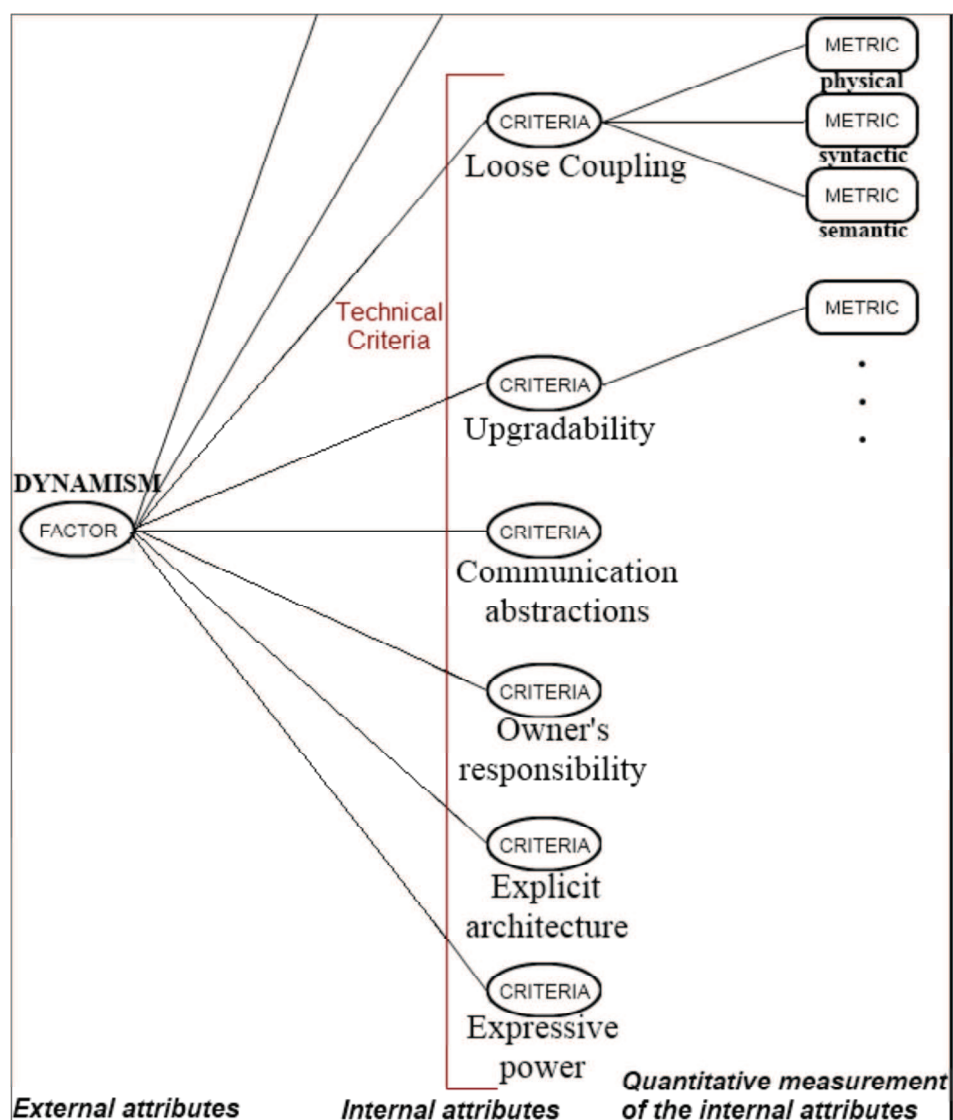 METRIC
physical
CRITERIA
METRIC
Loose Coupling
syntactic
METRIC
semantic
Technical
Criteria
METRIC
CRITERIA
Upgradability
DYNAMISM
FACTOR
CRITERIA
Communication
abstractions
CRITERIA
Owner's
responsibility
CRITERIA
Explicit
architecture
CRITERIA
Expressive
power
External attributes
Internal attributes
Quantitative measurement
of the internal attributes